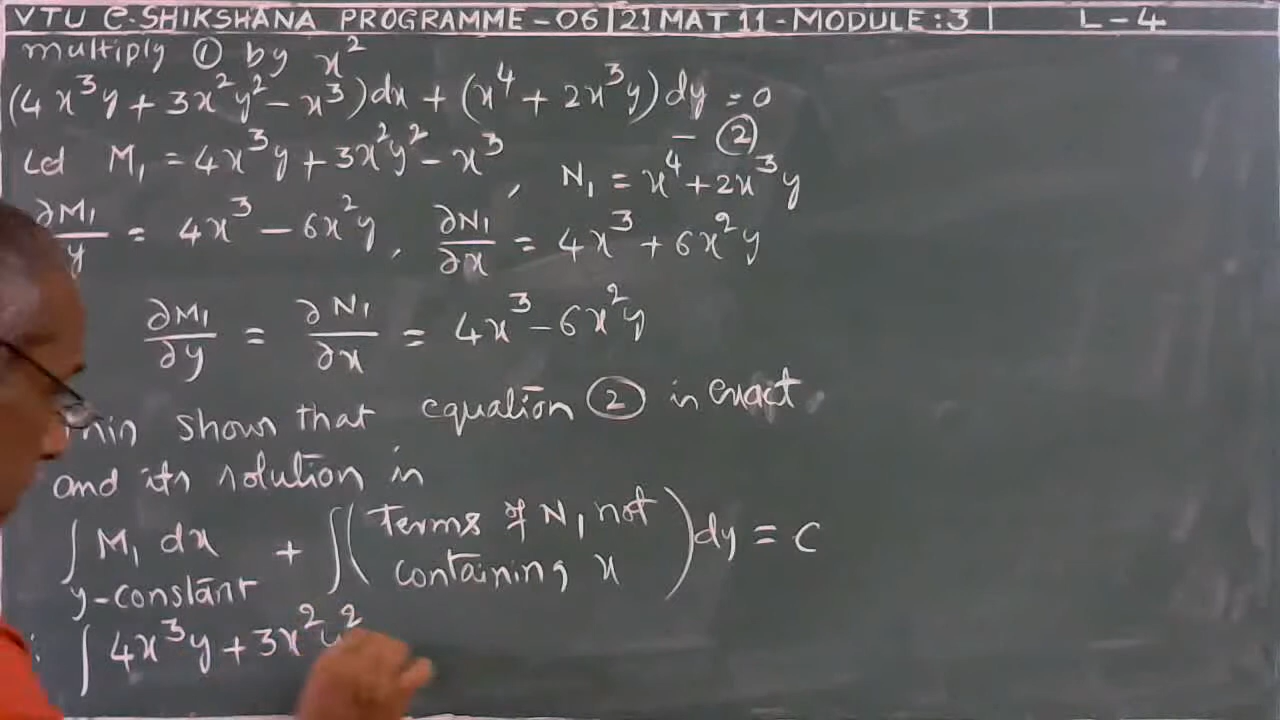 VTU e-SHIKSHANA PROGRAMME - 06 | 21MAT11 - MODULE : 3 | L - 4
multiply ① by x²
(4x³y + 3x²y² - x³)dx + (x⁴ + 2x³y)dy = 0
- ②
Let M₁ = 4x³y + 3x²y² - x³, N₁ = x⁴ + 2x³y
∂M₁/y = 4x³ - 6x²y, ∂N₁/∂x = 4x³ + 6x²y
∂M₁/∂y = ∂N₁/∂x = 4x³ - 6x²y
shows that equation ② is exact
and its solution is
∫ M₁ dx + ∫(Terms of N₁ not containing x) dy = c
y-constant
∫ 4x³y + 3x²y²